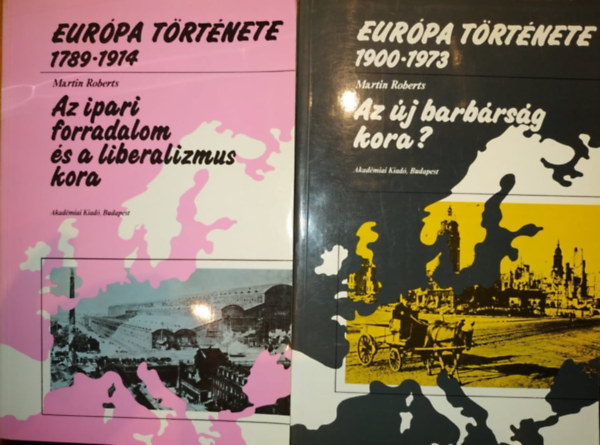 EURÓPA TÖRTÉNETE
1789-1914
Martin Roberts
Az ipari
forradalom
és a liberalizmus
kora
Akadémiai Kiadó, Budapest
EURÓPA TÖRTÉNETE
1900-1973
Martin Roberts
Az új barbárság
kora?
Akadémiai Kiadó, Budapest